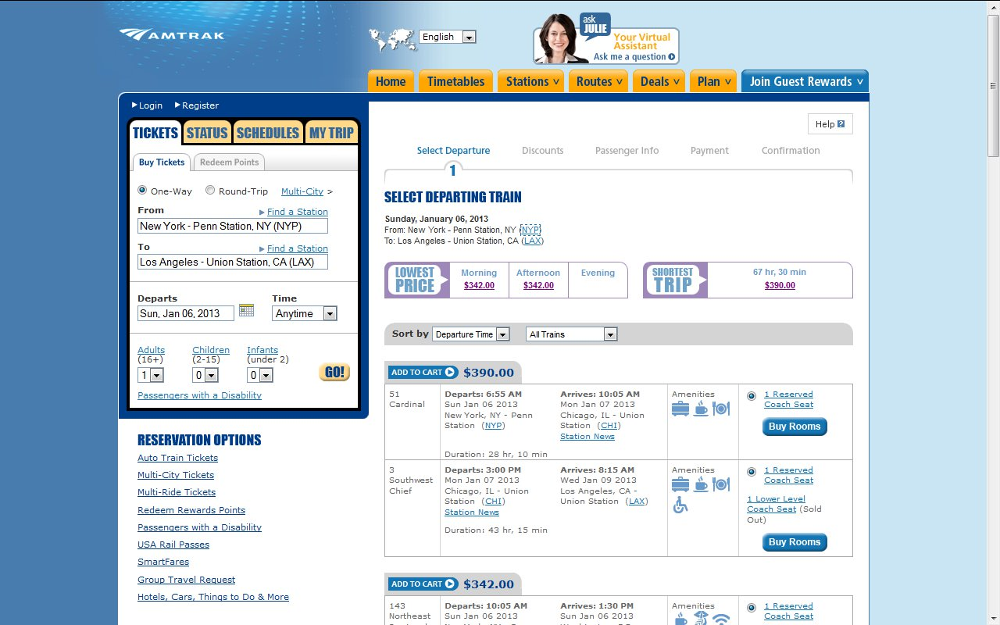 AMTRAK
English
ask
JULIE
Your Virtual
Assistant
Ask me a question
Home
Timetables
Stations
Routes
Deals
Plan
Join Guest Rewards
Login
Register
TICKETS
STATUS
SCHEDULES
MY TRIP
Buy Tickets
Redeem Points
One-Way
Round-Trip
Multi-City >
From
Find a Station
New York - Penn Station, NY (NYP)
To
Find a Station
Los Angeles - Union Station, CA (LAX)
Departs
Time
Sun, Jan 06, 2013
Anytime
Adults
(16+)
Children
(2-15)
Infants
(under 2)
1
0
0
GO!
Passengers with a Disability
RESERVATION OPTIONS
Auto Train Tickets
Multi-City Tickets
Multi-Ride Tickets
Redeem Rewards Points
Passengers with a Disability
USA Rail Passes
SmartFares
Group Travel Request
Hotels, Cars, Things to Do & More
Help ?
Select Departure
Discounts
Passenger Info
Payment
Confirmation
1
SELECT DEPARTING TRAIN
Sunday, January 06, 2013
From: New York - Penn Station, NY (NYP)
To: Los Angeles - Union Station, CA (LAX)
LOWEST
PRICE
Morning
$342.00
Afternoon
$342.00
Evening
SHORTEST
TRIP
67 hr, 30 min
$390.00
Sort by
Departure Time
All Trains
ADD TO CART
$390.00
51
Cardinal
Departs: 6:55 AM
Sun Jan 06 2013
New York, NY - Penn
Station (NYP)
Duration: 28 hr, 10 min
Arrives: 10:05 AM
Mon Jan 07 2013
Chicago, IL - Union
Station (CHI)
Station News
Amenities
1 Reserved
Coach Seat
Buy Rooms
3
Southwest
Chief
Departs: 3:00 PM
Mon Jan 07 2013
Chicago, IL - Union
Station (CHI)
Station News
Duration: 43 hr, 15 min
Arrives: 8:15 AM
Wed Jan 09 2013
Los Angeles, CA -
Union Station (LAX)
Amenities
1 Reserved
Coach Seat
1 Lower Level
Coach Seat (Sold
Out)
Buy Rooms
ADD TO CART
$342.00
143
Northeast
Departs: 10:05 AM
Sun Jan 06 2013
Arrives: 1:30 PM
Sun Jan 06 2013
Amenities
1 Reserved
Coach Seat